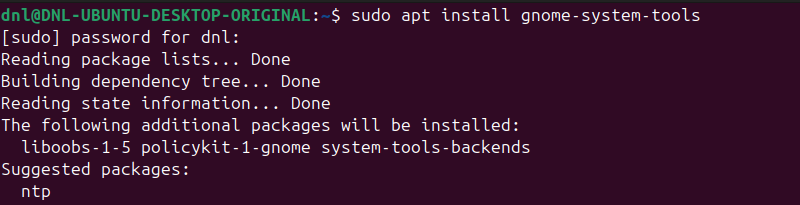 dnl@DNL-UBUNTU-DESKTOP-ORIGINAL:~$ sudo apt install gnome-system-tools
[sudo] password for dnl:
Reading package lists... Done
Building dependency tree... Done
Reading state information... Done
The following additional packages will be installed:
  liboobs-1-5 policykit-1-gnome system-tools-backends
Suggested packages:
  ntp